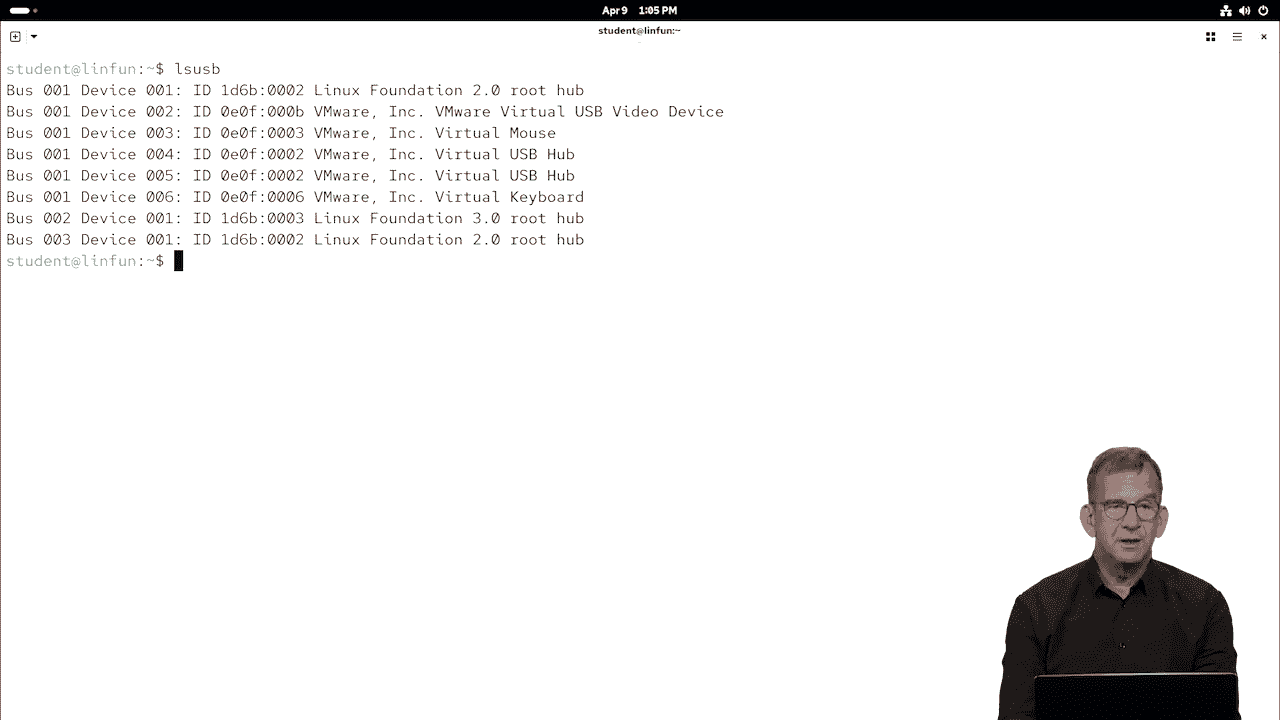 Apr 9 1:05 PM
student@linfun:~
student@linfun:~$ lsusb
Bus 001 Device 001: ID 1d6b:0002 Linux Foundation 2.0 root hub
Bus 001 Device 002: ID 0e0f:000b VMware, Inc. VMware Virtual USB Video Device
Bus 001 Device 003: ID 0e0f:0003 VMware, Inc. Virtual Mouse
Bus 001 Device 004: ID 0e0f:0002 VMware, Inc. Virtual USB Hub
Bus 001 Device 005: ID 0e0f:0002 VMware, Inc. Virtual USB Hub
Bus 001 Device 006: ID 0e0f:0006 VMware, Inc. Virtual Keyboard
Bus 002 Device 001: ID 1d6b:0003 Linux Foundation 3.0 root hub
Bus 003 Device 001: ID 1d6b:0002 Linux Foundation 2.0 root hub
student@linfun:~$